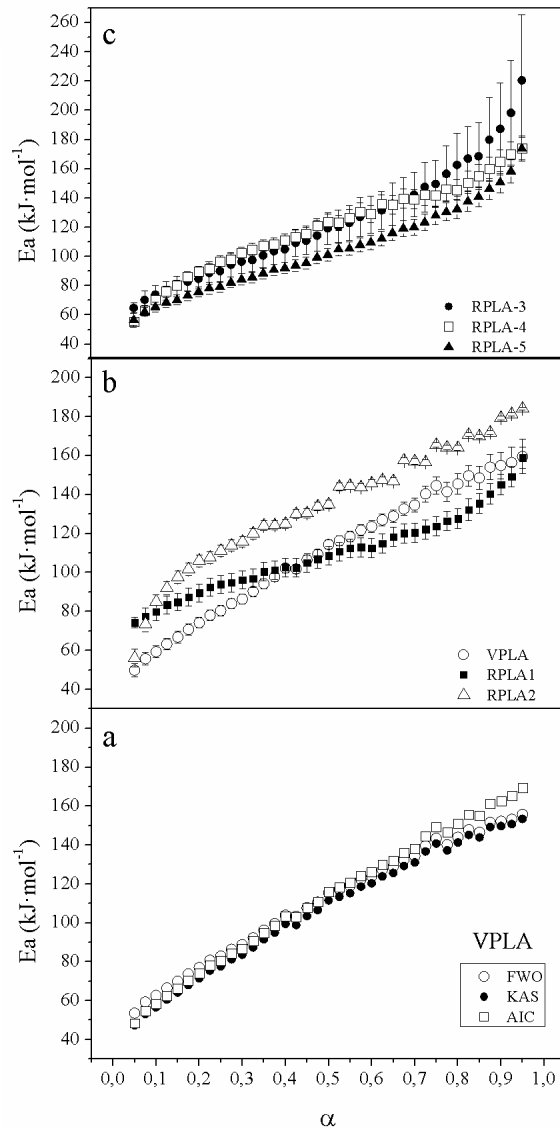 c
260
240
220
200
180
160
140
120
100
80
60
40
Ea (kJ·mol⁻¹)
RPLA-3
RPLA-4
RPLA-5
b
200
180
160
140
120
100
80
60
40
Ea (kJ·mol⁻¹)
VPLA
RPLA1
RPLA2
a
200
180
160
140
120
100
80
60
40
Ea (kJ·mol⁻¹)
VPLA
FWO
KAS
AIC
0,0 0,1 0,2 0,3 0,4 0,5 0,6 0,7 0,8 0,9 1,0
α